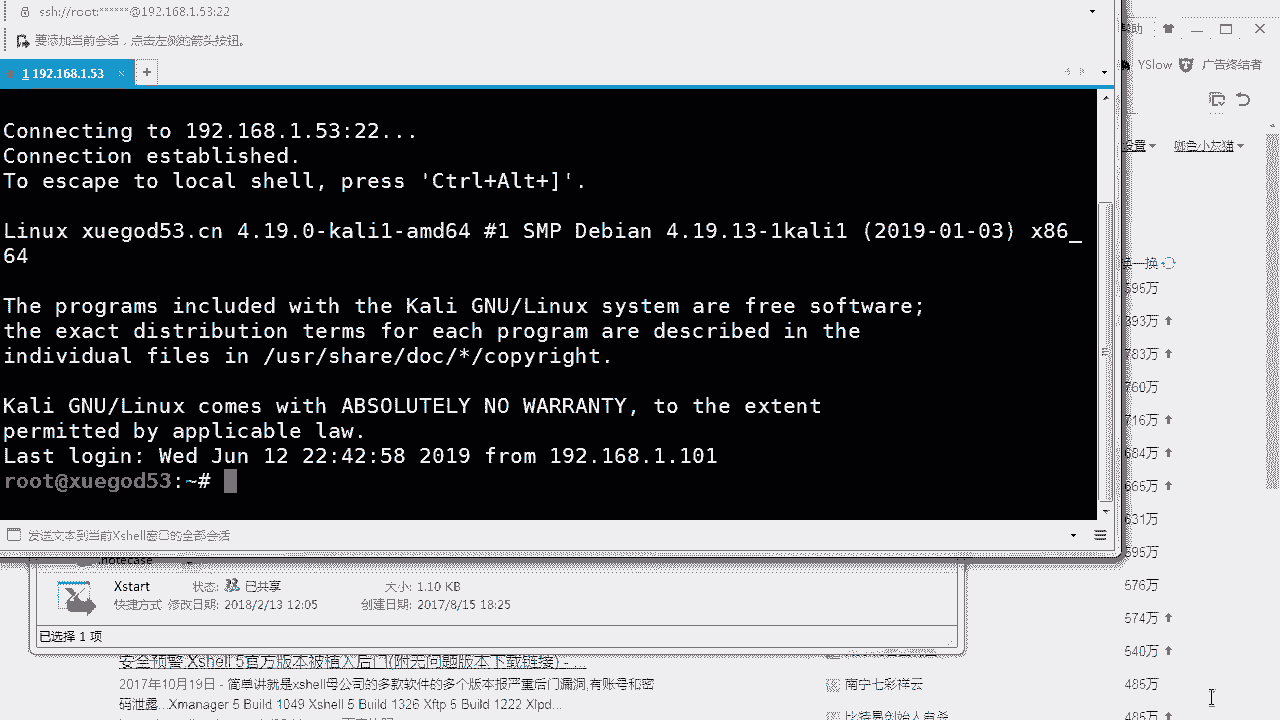 ssh://root:******@192.168.1.53:22
要添加当前会话，点击左侧的箭头按钮。
1 192.168.1.53 × +
Connecting to 192.168.1.53:22...
Connection established.
To escape to local shell, press 'Ctrl+Alt+]'.
Linux xuegod53.cn 4.19.0-kali1-amd64 #1 SMP Debian 4.19.13-1kali1 (2019-01-03) x86_
64
The programs included with the Kali GNU/Linux system are free software;
the exact distribution terms for each program are described in the
individual files in /usr/share/doc/*/copyright.
Kali GNU/Linux comes with ABSOLUTELY NO WARRANTY, to the extent
permitted by applicable law.
Last login: Wed Jun 12 22:42:58 2019 from 192.168.1.101
root@xuegod53:~#
发送文本到当前Xshell窗口的全部会话
.notecase
Xstart 状态: 已共享 大小: 1.10 KB
快捷方式 修改日期: 2018/2/13 12:05 创建日期: 2017/8/15 18:25
已选择 1 项
安全预警 Xshell 5官方版本被植入后门(附无问题版本下载链接) - ...
2017年10月19日 - 简单讲就是xshell母公司的多款软件的多个版本报严重后门漏洞,有账号和密
码泄露...Xmanager 5 Build 1049 Xshell 5 Build 1326 Xftp 5 Build 1222 Xlpd...
帮助
YSlow 广告终结者
设置
换一换
596万
393万
783万
760万
716万
684万
665万
631万
595万
576万
574万
540万
南宁七彩祥云 485万
比特易创始人自杀 485万